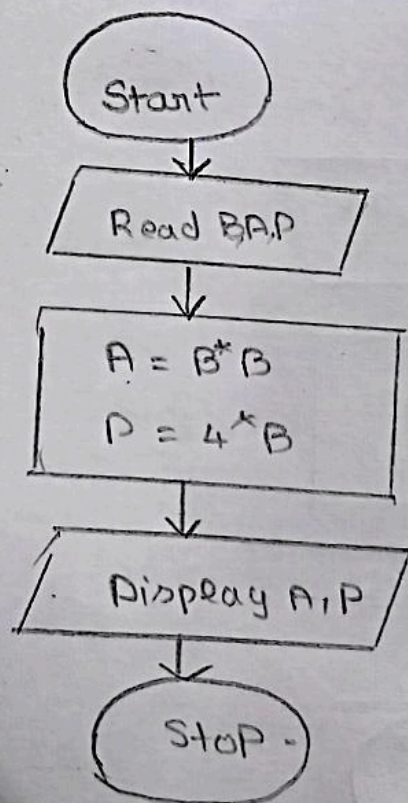 Start
Read B,A,P
A = B*B
P = 4*B
Display A,P
Stop.